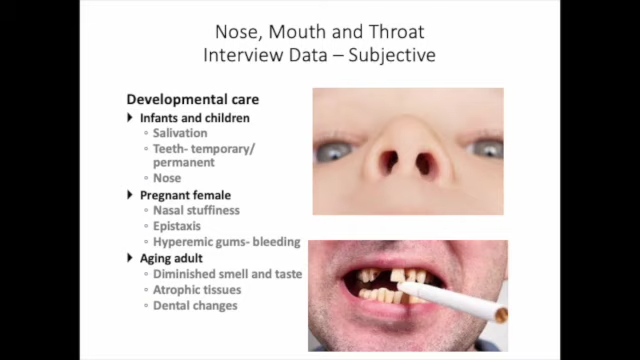 Nose, Mouth and Throat
Interview Data – Subjective
Developmental care
Infants and children
Salivation
Teeth- temporary/
permanent
Nose
Pregnant female
Nasal stuffiness
Epistaxis
Hyperemic gums- bleeding
Aging adult
Diminished smell and taste
Atrophic tissues
Dental changes